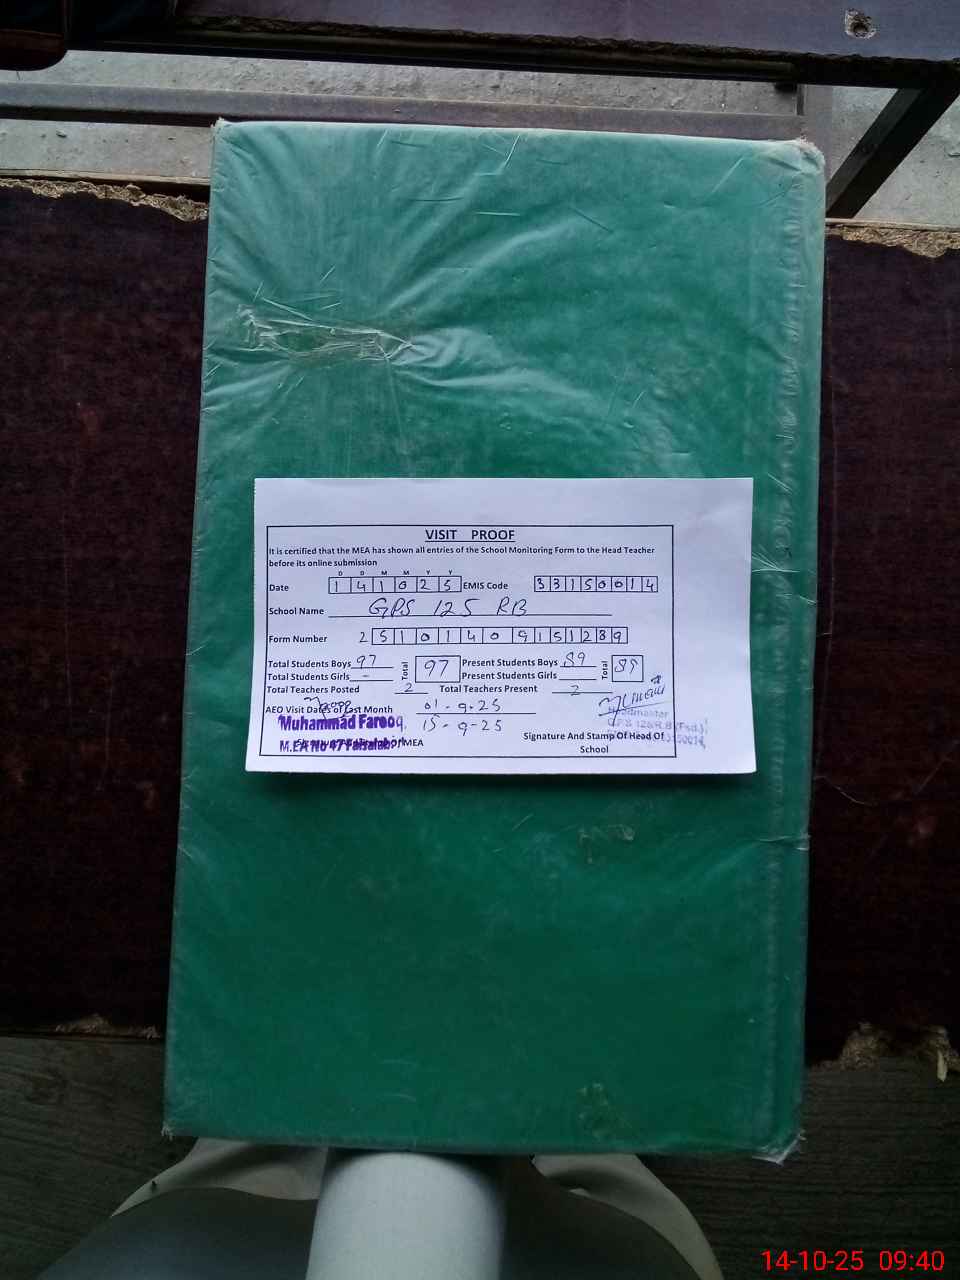 VISIT PROOF
It is certified that the MEA has shown all entries of the School Monitoring Form to the Head Teacher
before its online submission
D D M M Y Y
Date 1 4 1 0 2 5 EMIS Code 3 3 1 5 0 0 1 4
School Name GPS 125 RB
Form Number 2 5 1 0 1 4 0 9 1 5 1 2 8 9
Total Students Boys 97 Total 97 Present Students Boys 89 Total 89
Total Students Girls - Present Students Girls
Total Teachers Posted 2 Total Teachers Present 2
AEO Visit Dates of Last Month 01-9-25
Muhammad Farooq 15-9-25
M.E.A No 47 Faisalabad MEA
Headmaster
Signature And Stamp Of Head Of
School
14-10-25 09:40